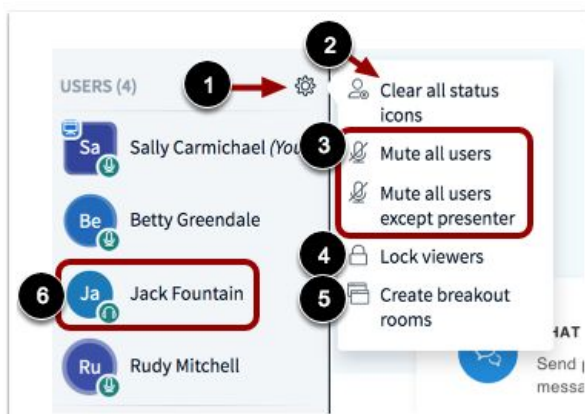 2
1
USERS (4)
Clear all status
icons
Sa
Sally Carmichael (You
3
Mute all users
Mute all users
except presenter
Be
Betty Greendale
4
Lock viewers
6
Ja
Jack Fountain
5
Create breakout
rooms
Ru
Rudy Mitchell
HAT
Send
messa